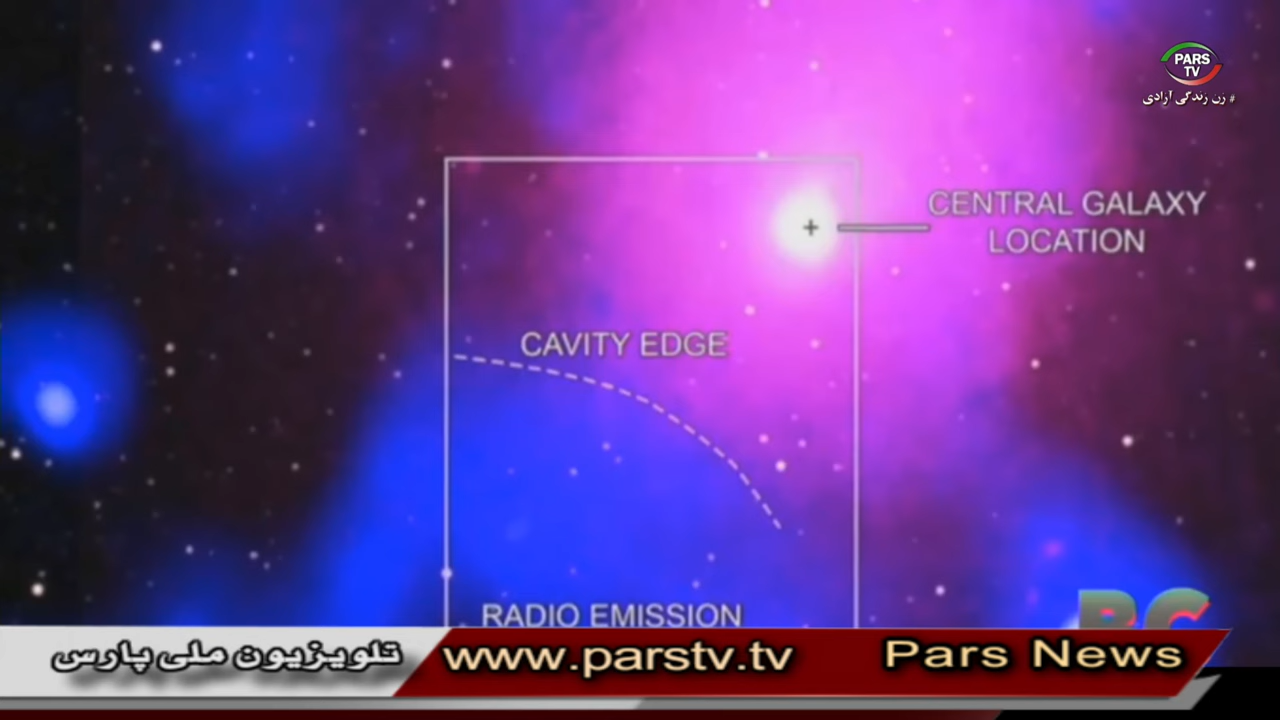 PARS
TV
# زن زندگی آزادی
CENTRAL GALAXY
LOCATION
CAVITY EDGE
RADIO EMISSION
تلویزیون ملی پارس
www.parstv.tv
Pars News